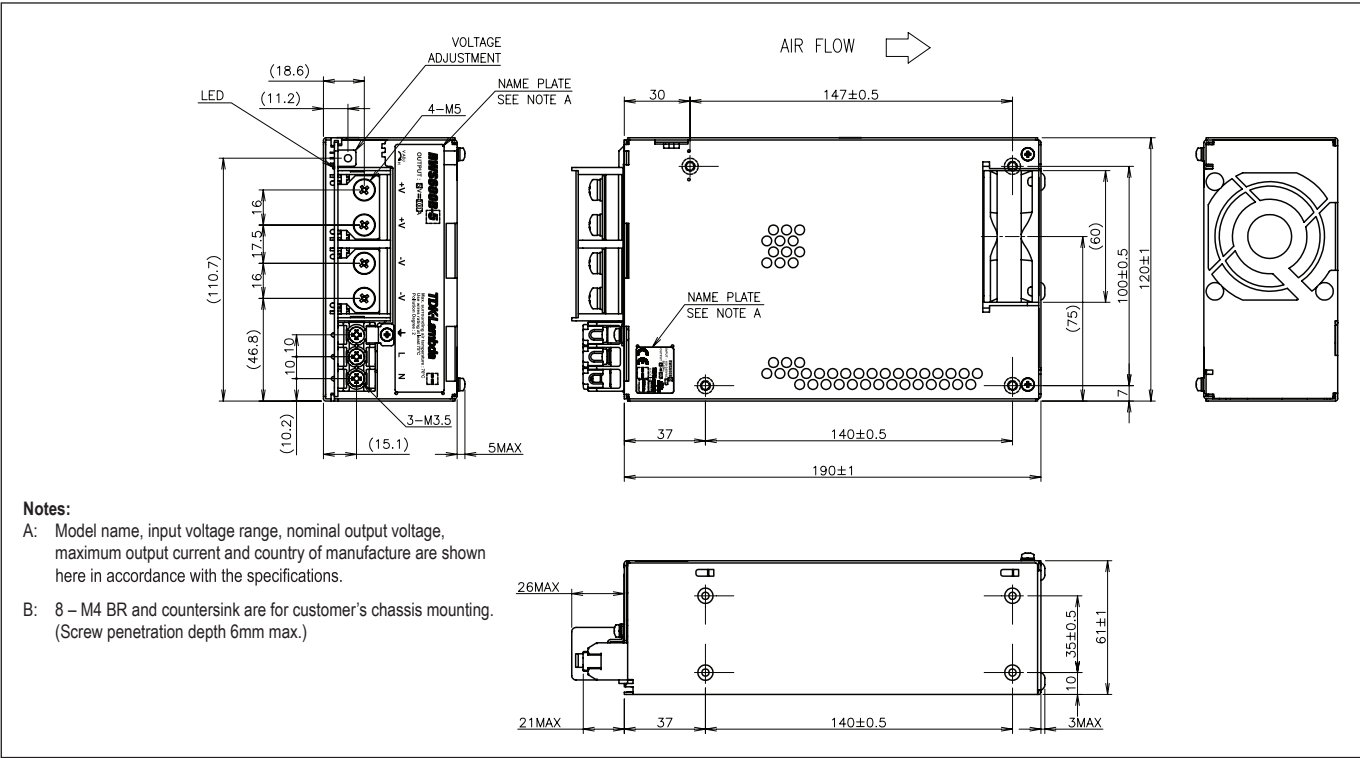 AIR FLOW
VOLTAGE
ADJUSTMENT
(18.6)
NAME PLATE
SEE NOTE A
LED
(11.2)
4-M5
30
147±0.5
+V
+V
-V
-V
L
N
TDK-Lambda
OUTPUT :
16
17.5
16
(110.7)
(46.8)
10
10
(10.2)
(15.1)
3-M3.5
5MAX
NAME PLATE
SEE NOTE A
(60)
100±0.5
120±1
(75)
7
37
140±0.5
190±1
Notes:
A: Model name, input voltage range, nominal output voltage,
maximum output current and country of manufacture are shown
here in accordance with the specifications.
B: 8 – M4 BR and countersink are for customer's chassis mounting.
(Screw penetration depth 6mm max.)
26MAX
35±0.5
61±1
10
21MAX
37
140±0.5
3MAX